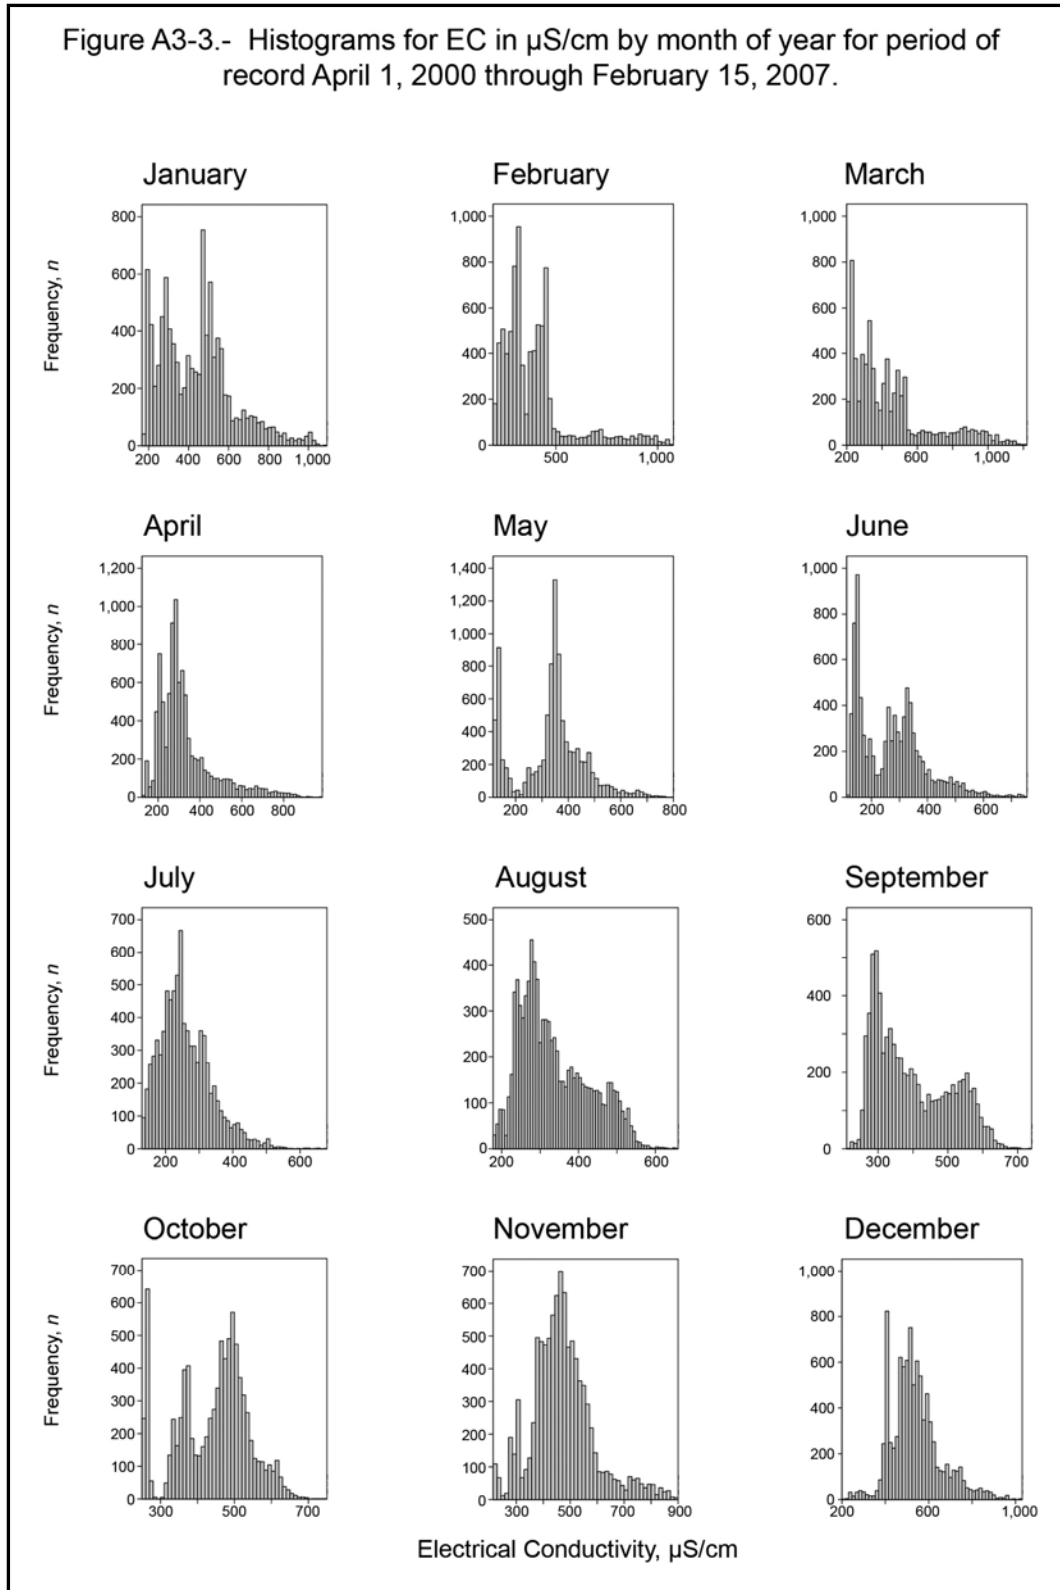 Figure A3-3.- Histograms for EC in µS/cm by month of year for period of
record April 1, 2000 through February 15, 2007.
January
February
March
Frequency, n
800
600
400
200
0
200 400 600 800 1,000
1,000
800
600
400
200
0
500 1,000
1,000
800
600
400
200
0
200 600 1,000
April
May
June
Frequency, n
1,200
1,000
800
600
400
200
0
200 400 600 800
1,400
1,200
1,000
800
600
400
200
0
200 400 600 800
1,000
800
600
400
200
0
200 400 600
July
August
September
Frequency, n
700
600
500
400
300
200
100
0
200 400 600
500
400
300
200
100
0
200 400 600
600
400
200
0
300 500 700
October
November
December
Frequency, n
700
600
500
400
300
200
100
0
300 500 700
700
600
500
400
300
200
100
0
300 500 700 900
1,000
800
600
400
200
0
200 600 1,000
Electrical Conductivity, µS/cm